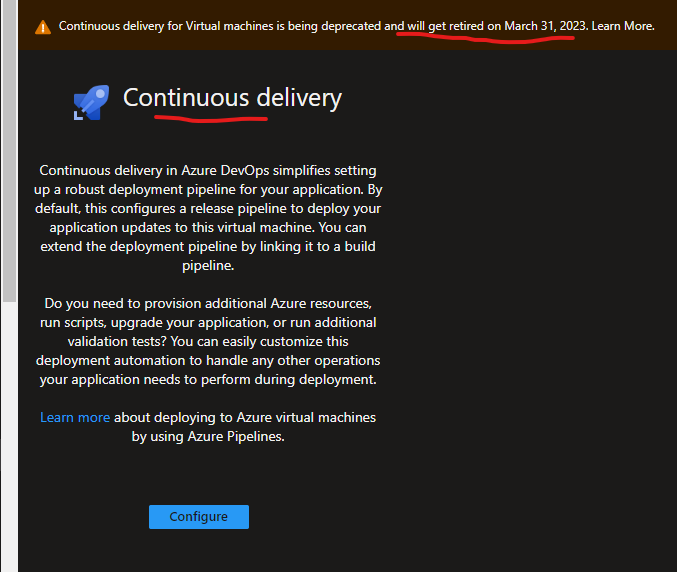 Continuous delivery for Virtual machines is being deprecated and will get retired on March 31, 2023. Learn More.
Continuous delivery
Continuous delivery in Azure DevOps simplifies setting
up a robust deployment pipeline for your application. By
default, this configures a release pipeline to deploy your
application updates to this virtual machine. You can
extend the deployment pipeline by linking it to a build
pipeline.
Do you need to provision additional Azure resources,
run scripts, upgrade your application, or run additional
validation tests? You can easily customize this
deployment automation to handle any other operations
your application needs to perform during deployment.
Learn more about deploying to Azure virtual machines
by using Azure Pipelines.
Configure